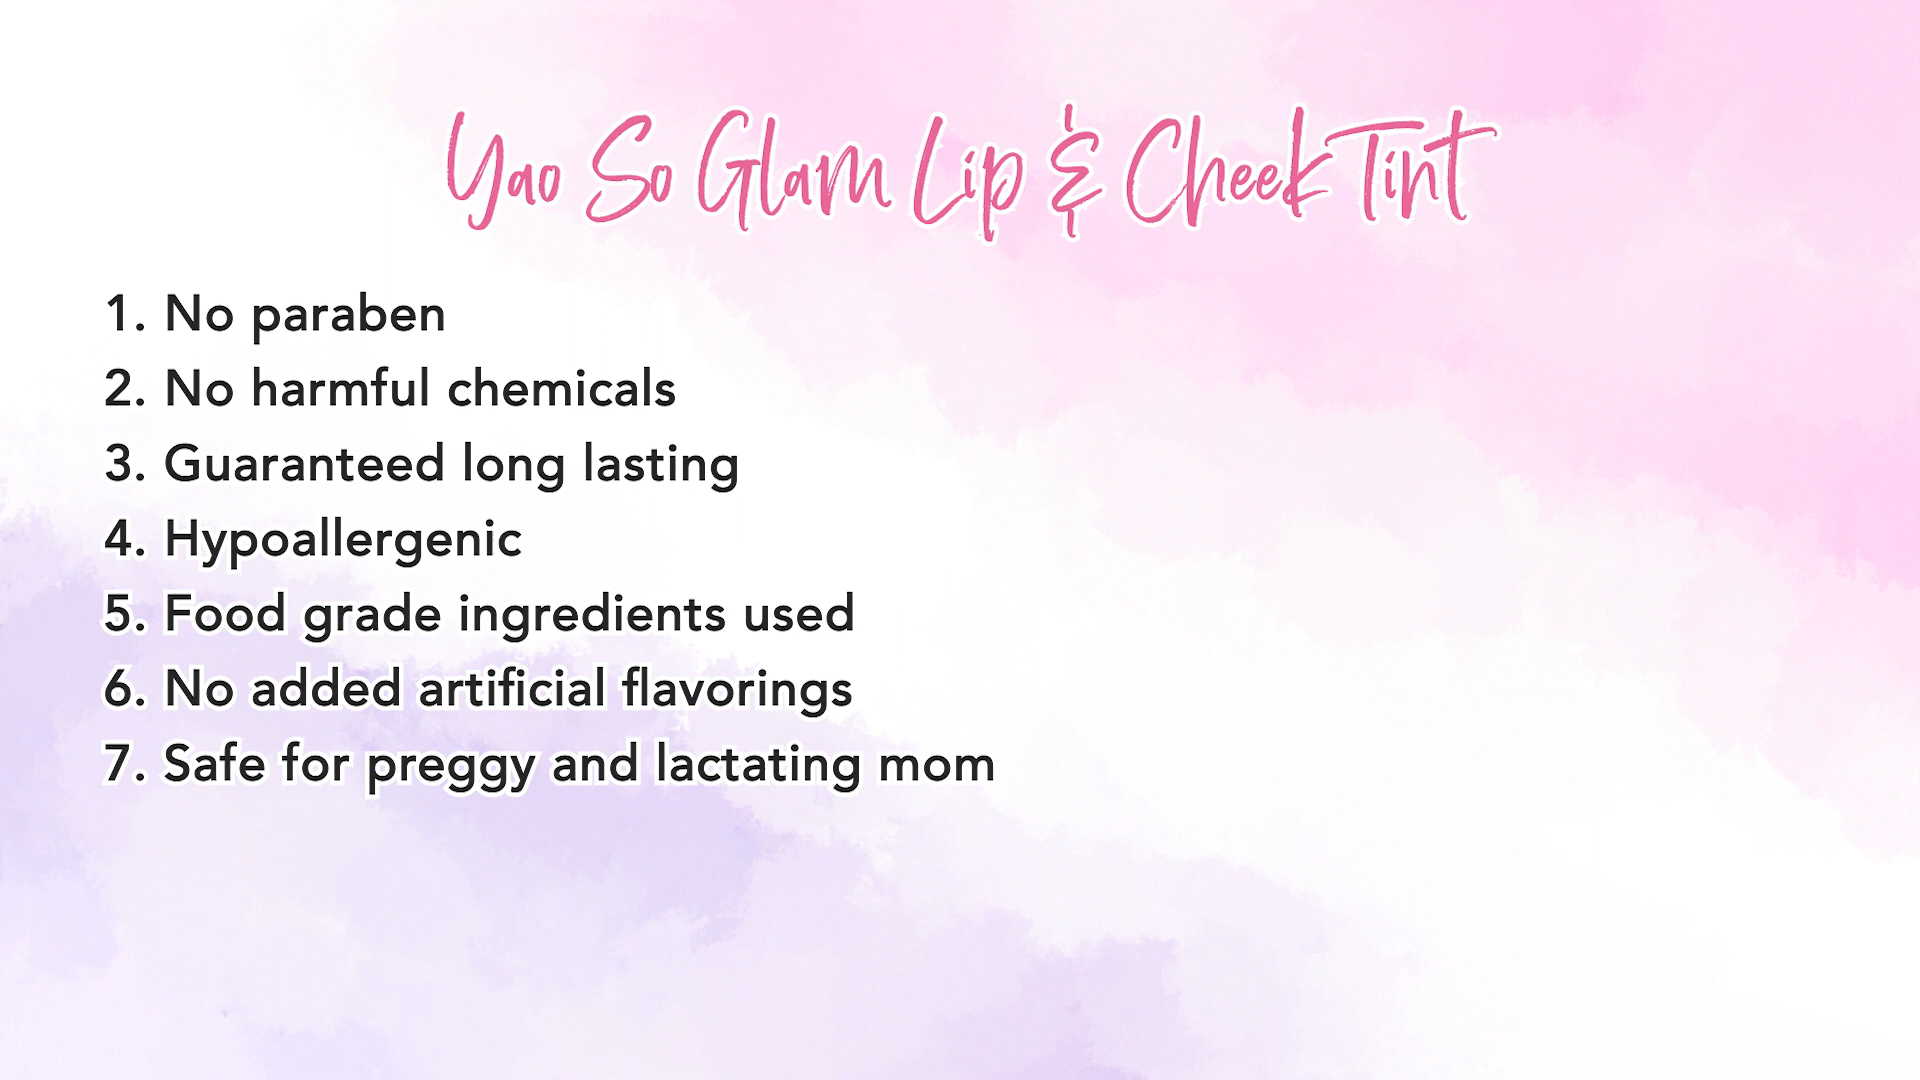 Yao So Glam Lip & Cheek Tint
1. No paraben
2. No harmful chemicals
3. Guaranteed long lasting
4. Hypoallergenic
5. Food grade ingredients used
6. No added artificial flavorings
7. Safe for preggy and lactating mom